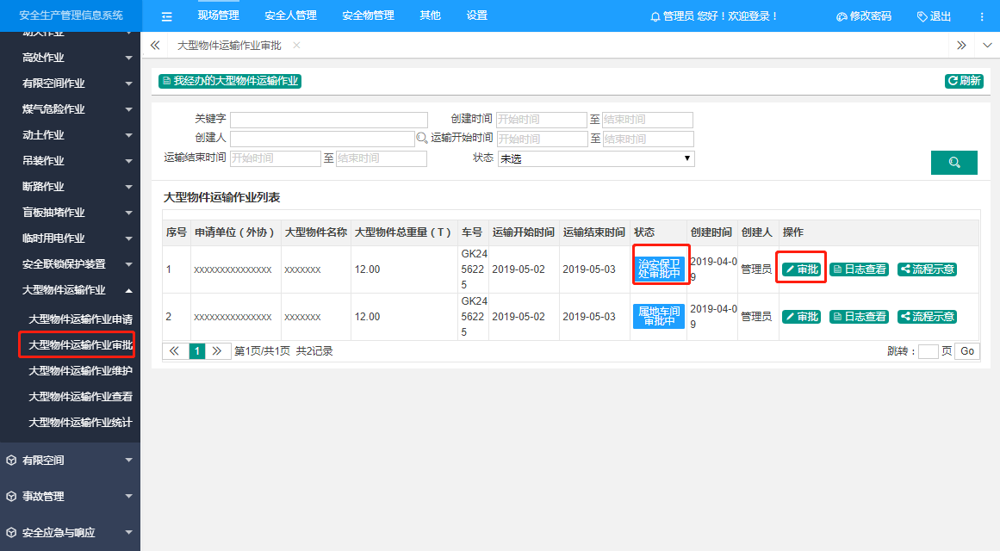 安全生产管理信息系统
现场管理 安全人管理 安全物管理 其他 设置
管理员 您好！欢迎登录！ 修改密码 退出
动火作业
高处作业
有限空间作业
煤气危险作业
动土作业
吊装作业
断路作业
盲板抽堵作业
临时用电作业
安全联锁保护装置
大型物件运输作业
大型物件运输作业申请
大型物件运输作业审批
大型物件运输作业维护
大型物件运输作业查看
大型物件运输作业统计
有限空间
事故管理
安全应急与响应
大型物件运输作业审批 ×
我经办的大型物件运输作业 刷新
关键字 创建时间 开始时间 至 结束时间
创建人 运输开始时间 开始时间 至 结束时间
运输结束时间 开始时间 至 结束时间 状态 未选
大型物件运输作业列表
序号 申请单位（外协） 大型物件名称 大型物件总重量（T） 车号 运输开始时间 运输结束时间 状态 创建时间 创建人 操作
1 xxxxxxxxxxxxxxx xxxxxxx 12.00 GK24
5622
5 2019-05-02 2019-05-03 治安保卫
处审批中 2019-04-0
9 管理员 审批 日志查看 流程示意
2 xxxxxxxxxxxxxxx xxxxxxx 12.00 GK24
5622
5 2019-05-02 2019-05-03 属地车间
审批中 2019-04-0
9 管理员 审批 日志查看 流程示意
1 第1页/共1页 共2记录 跳转： 页 Go